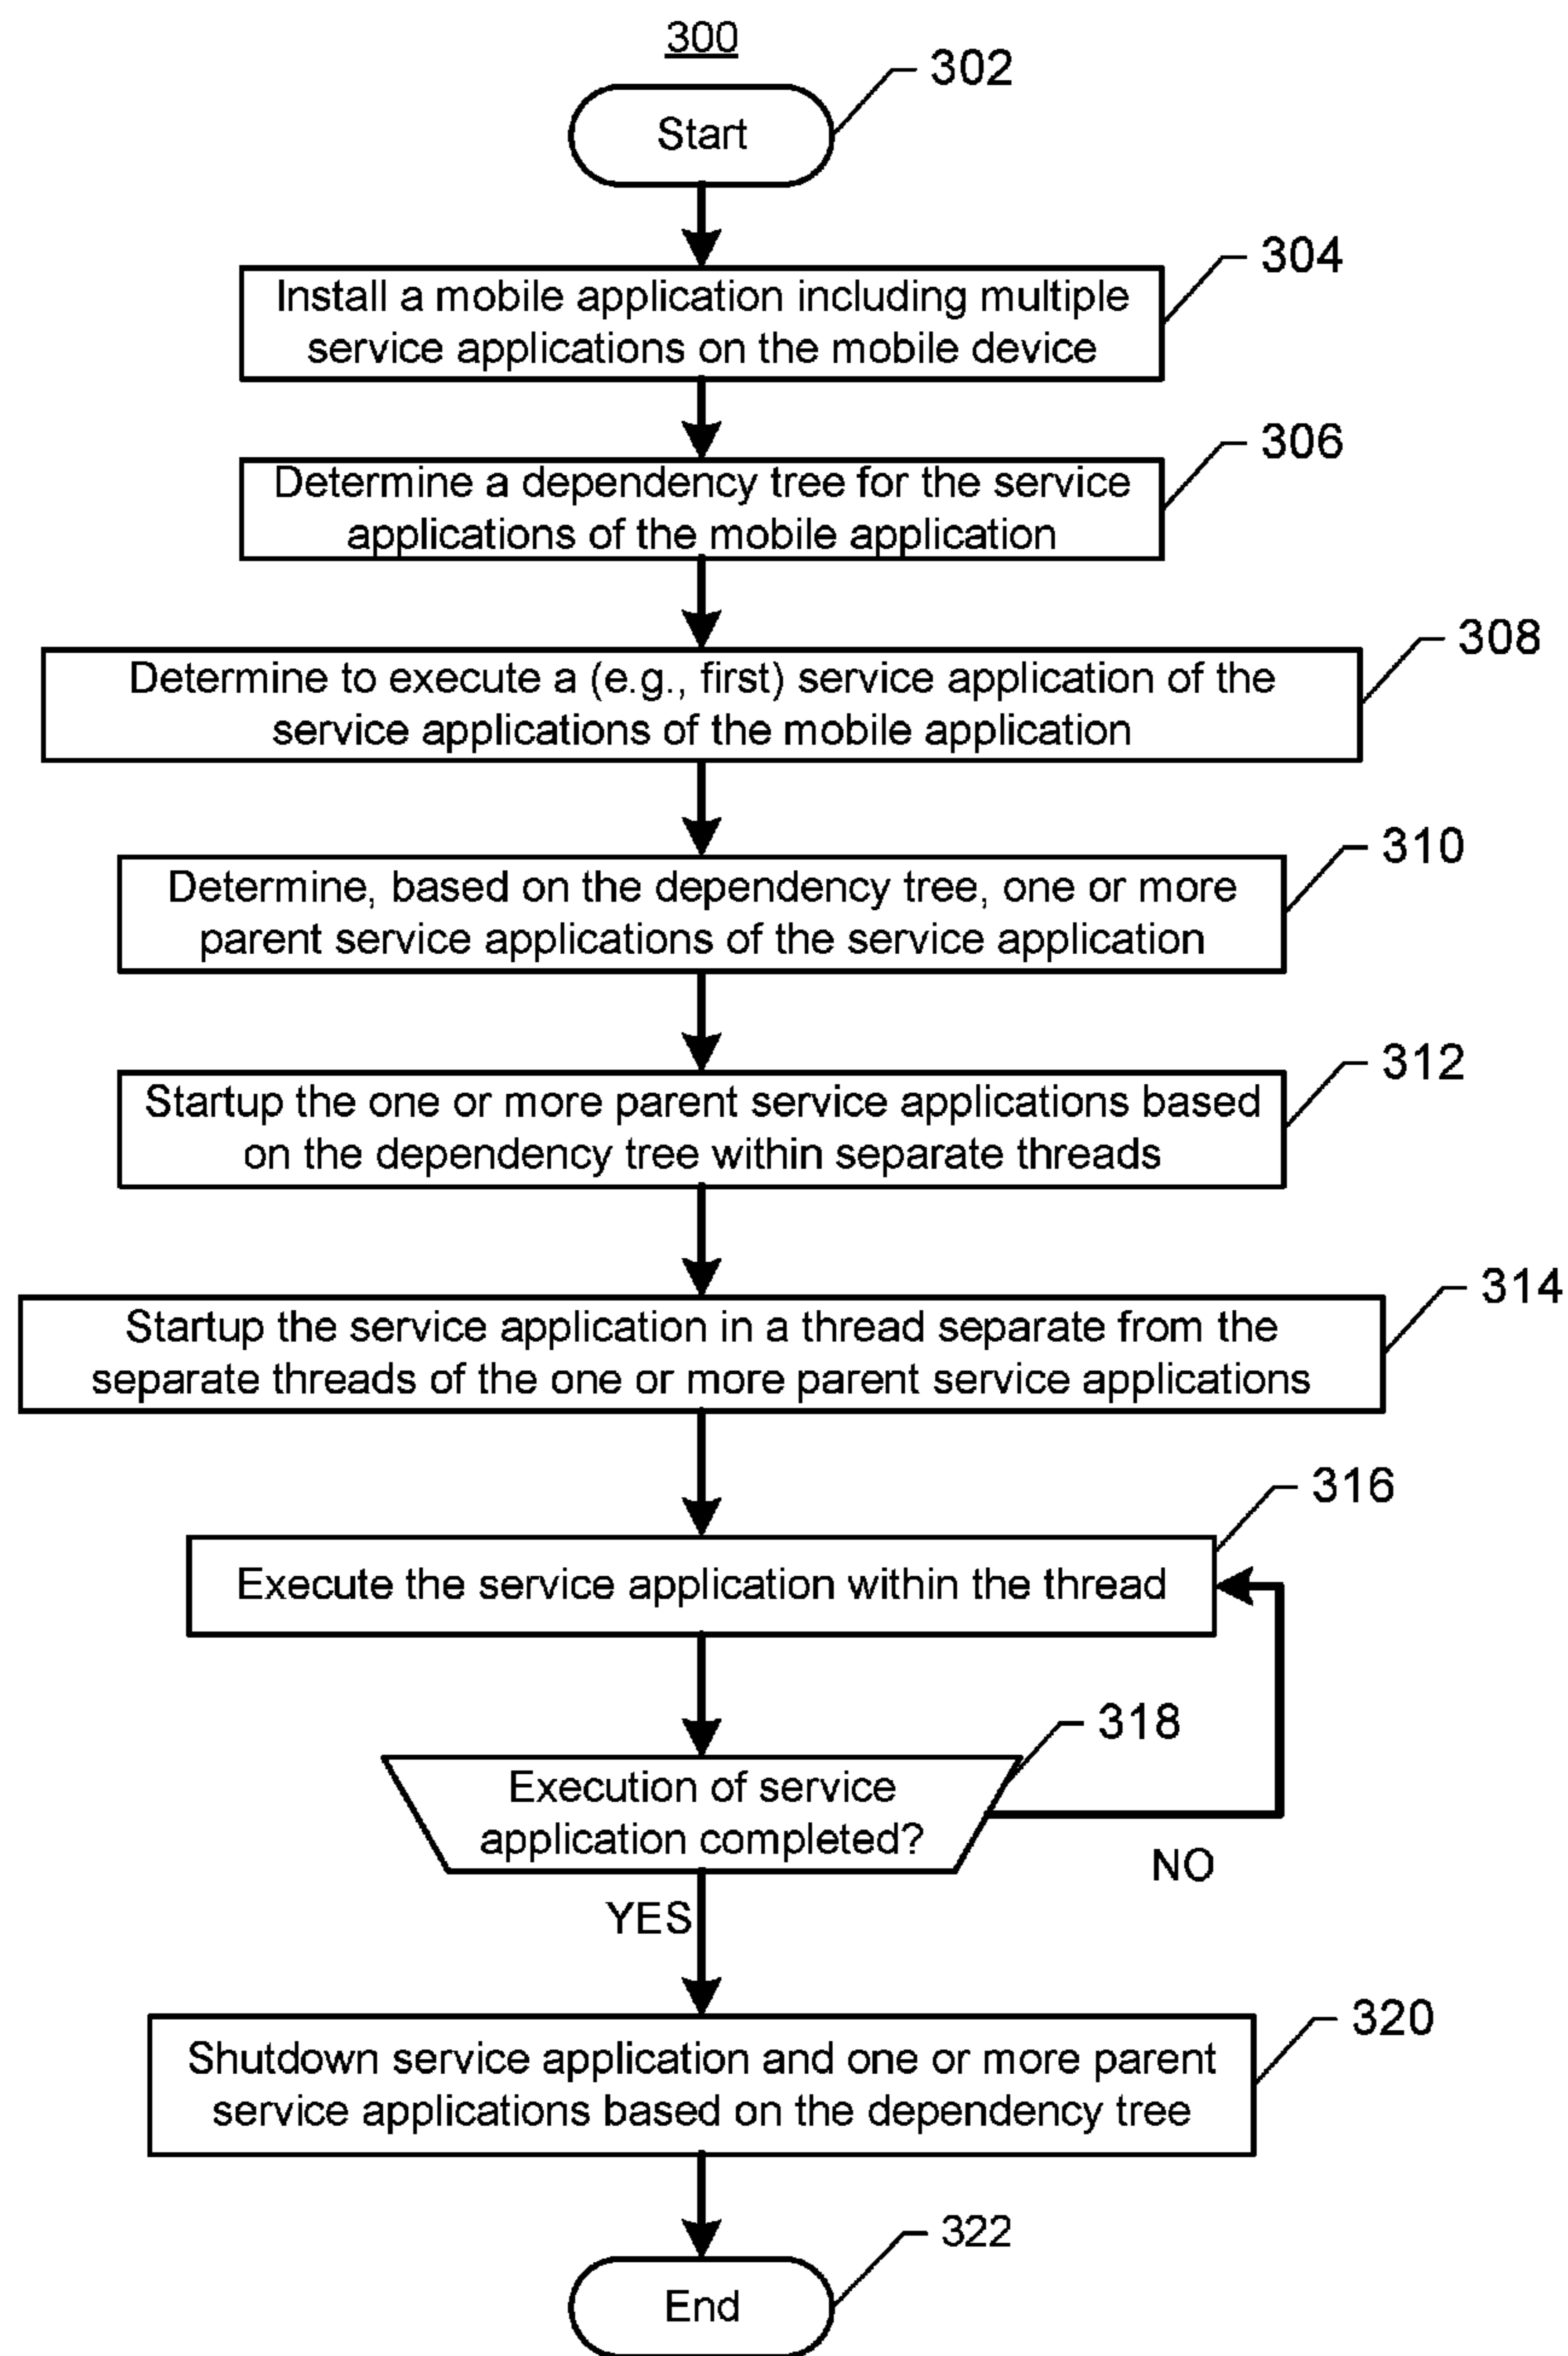 300
302
Start
304
Install a mobile application including multiple
service applications on the mobile device
306
Determine a dependency tree for the service
applications of the mobile application
308
Determine to execute a (e.g., first) service application of the
service applications of the mobile application
310
Determine, based on the dependency tree, one or more
parent service applications of the service application
312
Startup the one or more parent service applications based
on the dependency tree within separate threads
314
Startup the service application in a thread separate from the
separate threads of the one or more parent service applications
316
Execute the service application within the thread
318
Execution of service
application completed?
NO
YES
320
Shutdown service application and one or more parent
service applications based on the dependency tree
322
End